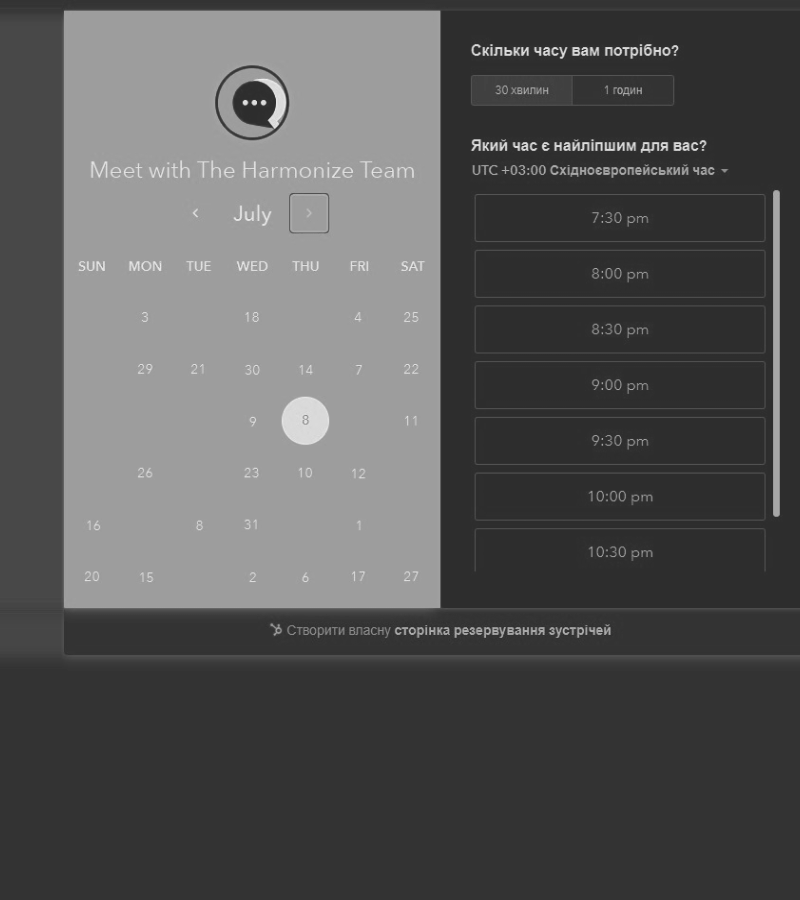 Meet with The Harmonize Team
July
SUN MON TUE WED THU FRI SAT
3 18 4 25
29 21 30 14 7 22
9 8 11
26 23 10 12
16 8 31 1
20 15 2 6 17 27
Скільки часу вам потрібно?
30 хвилин 1 годин
Який час є найліпшим для вас?
UTC +03:00 Східноєвропейський час
7:30 pm
8:00 pm
8:30 pm
9:00 pm
9:30 pm
10:00 pm
10:30 pm
Створити власну сторінка резервування зустрічей